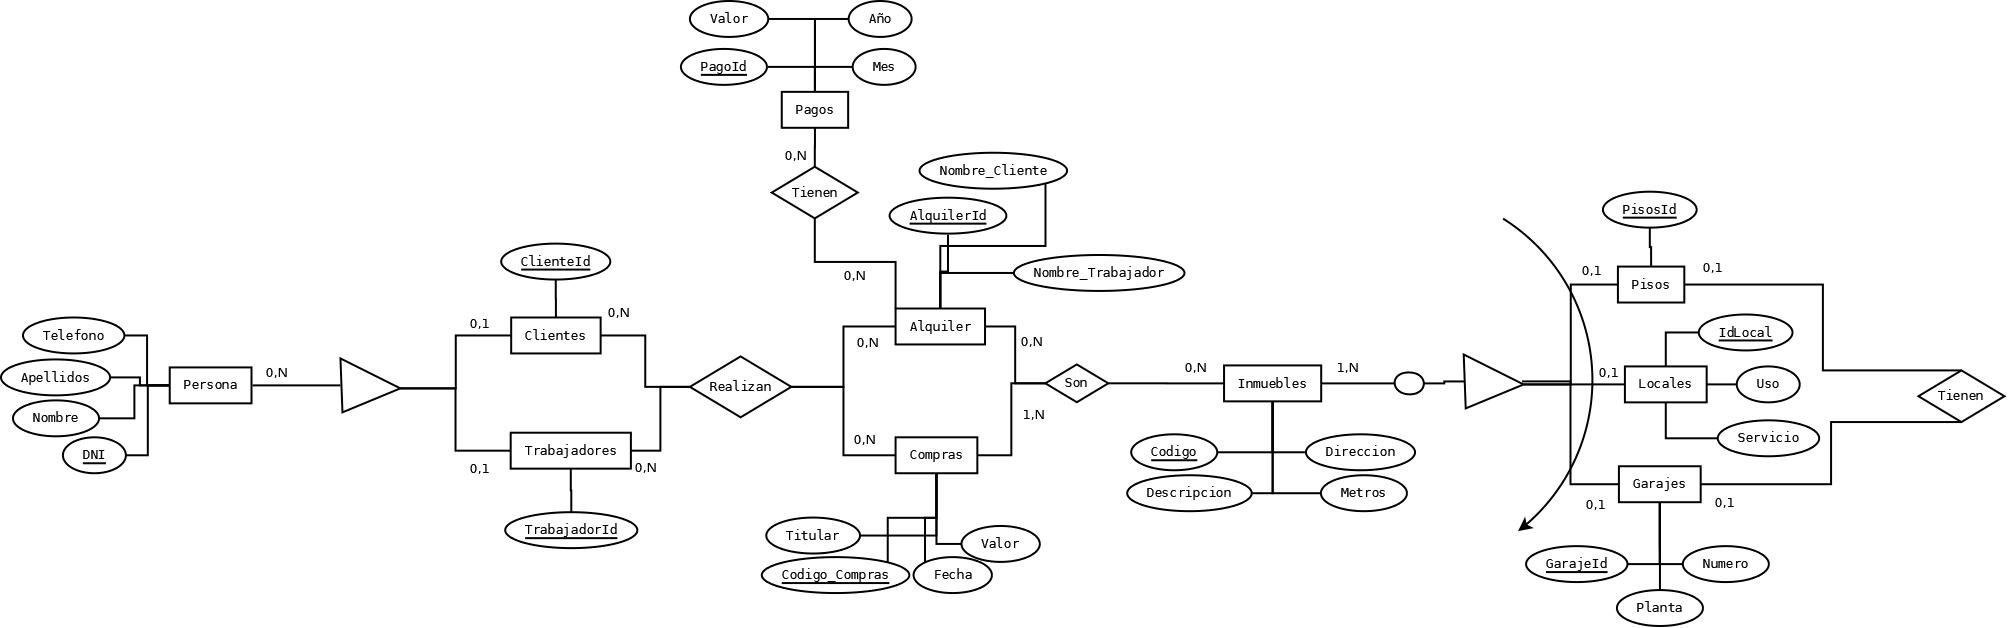 Valor
Año
PagoId
Mes
Pagos
0,N
Tienen
0,N
Nombre_Cliente
AlquilerId
Nombre_Trabajador
Alquiler
0,N
0,N
ClienteId
Clientes
0,1
0,N
Telefono
Apellidos
Nombre
DNI
Persona
0,N
Trabajadores
0,1
0,N
TrabajadorId
Realizan
0,N
Compras
1,N
Titular
Valor
Codigo_Compras
Fecha
Son
0,N
Inmuebles
1,N
Codigo
Direccion
Descripcion
Metros
PisosId
0,1
Pisos
0,1
IdLocal
0,1
Locales
Uso
Servicio
Tienen
Garajes
0,1
0,1
GarajeId
Numero
Planta